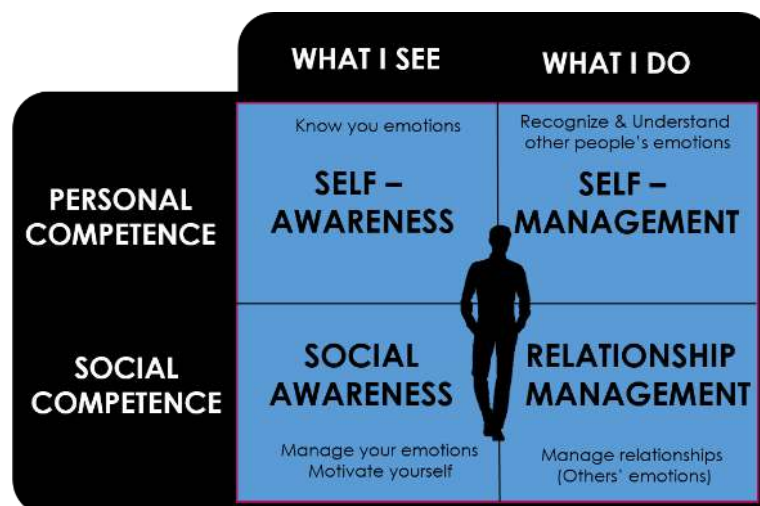 WHAT I SEE
WHAT I DO
PERSONAL
COMPETENCE
Know you emotions
SELF –
AWARENESS
Recognize & Understand
other people's emotions
SELF –
MANAGEMENT
SOCIAL
COMPETENCE
SOCIAL
AWARENESS
Manage your emotions
Motivate yourself
RELATIONSHIP
MANAGEMENT
Manage relationships
(Others' emotions)